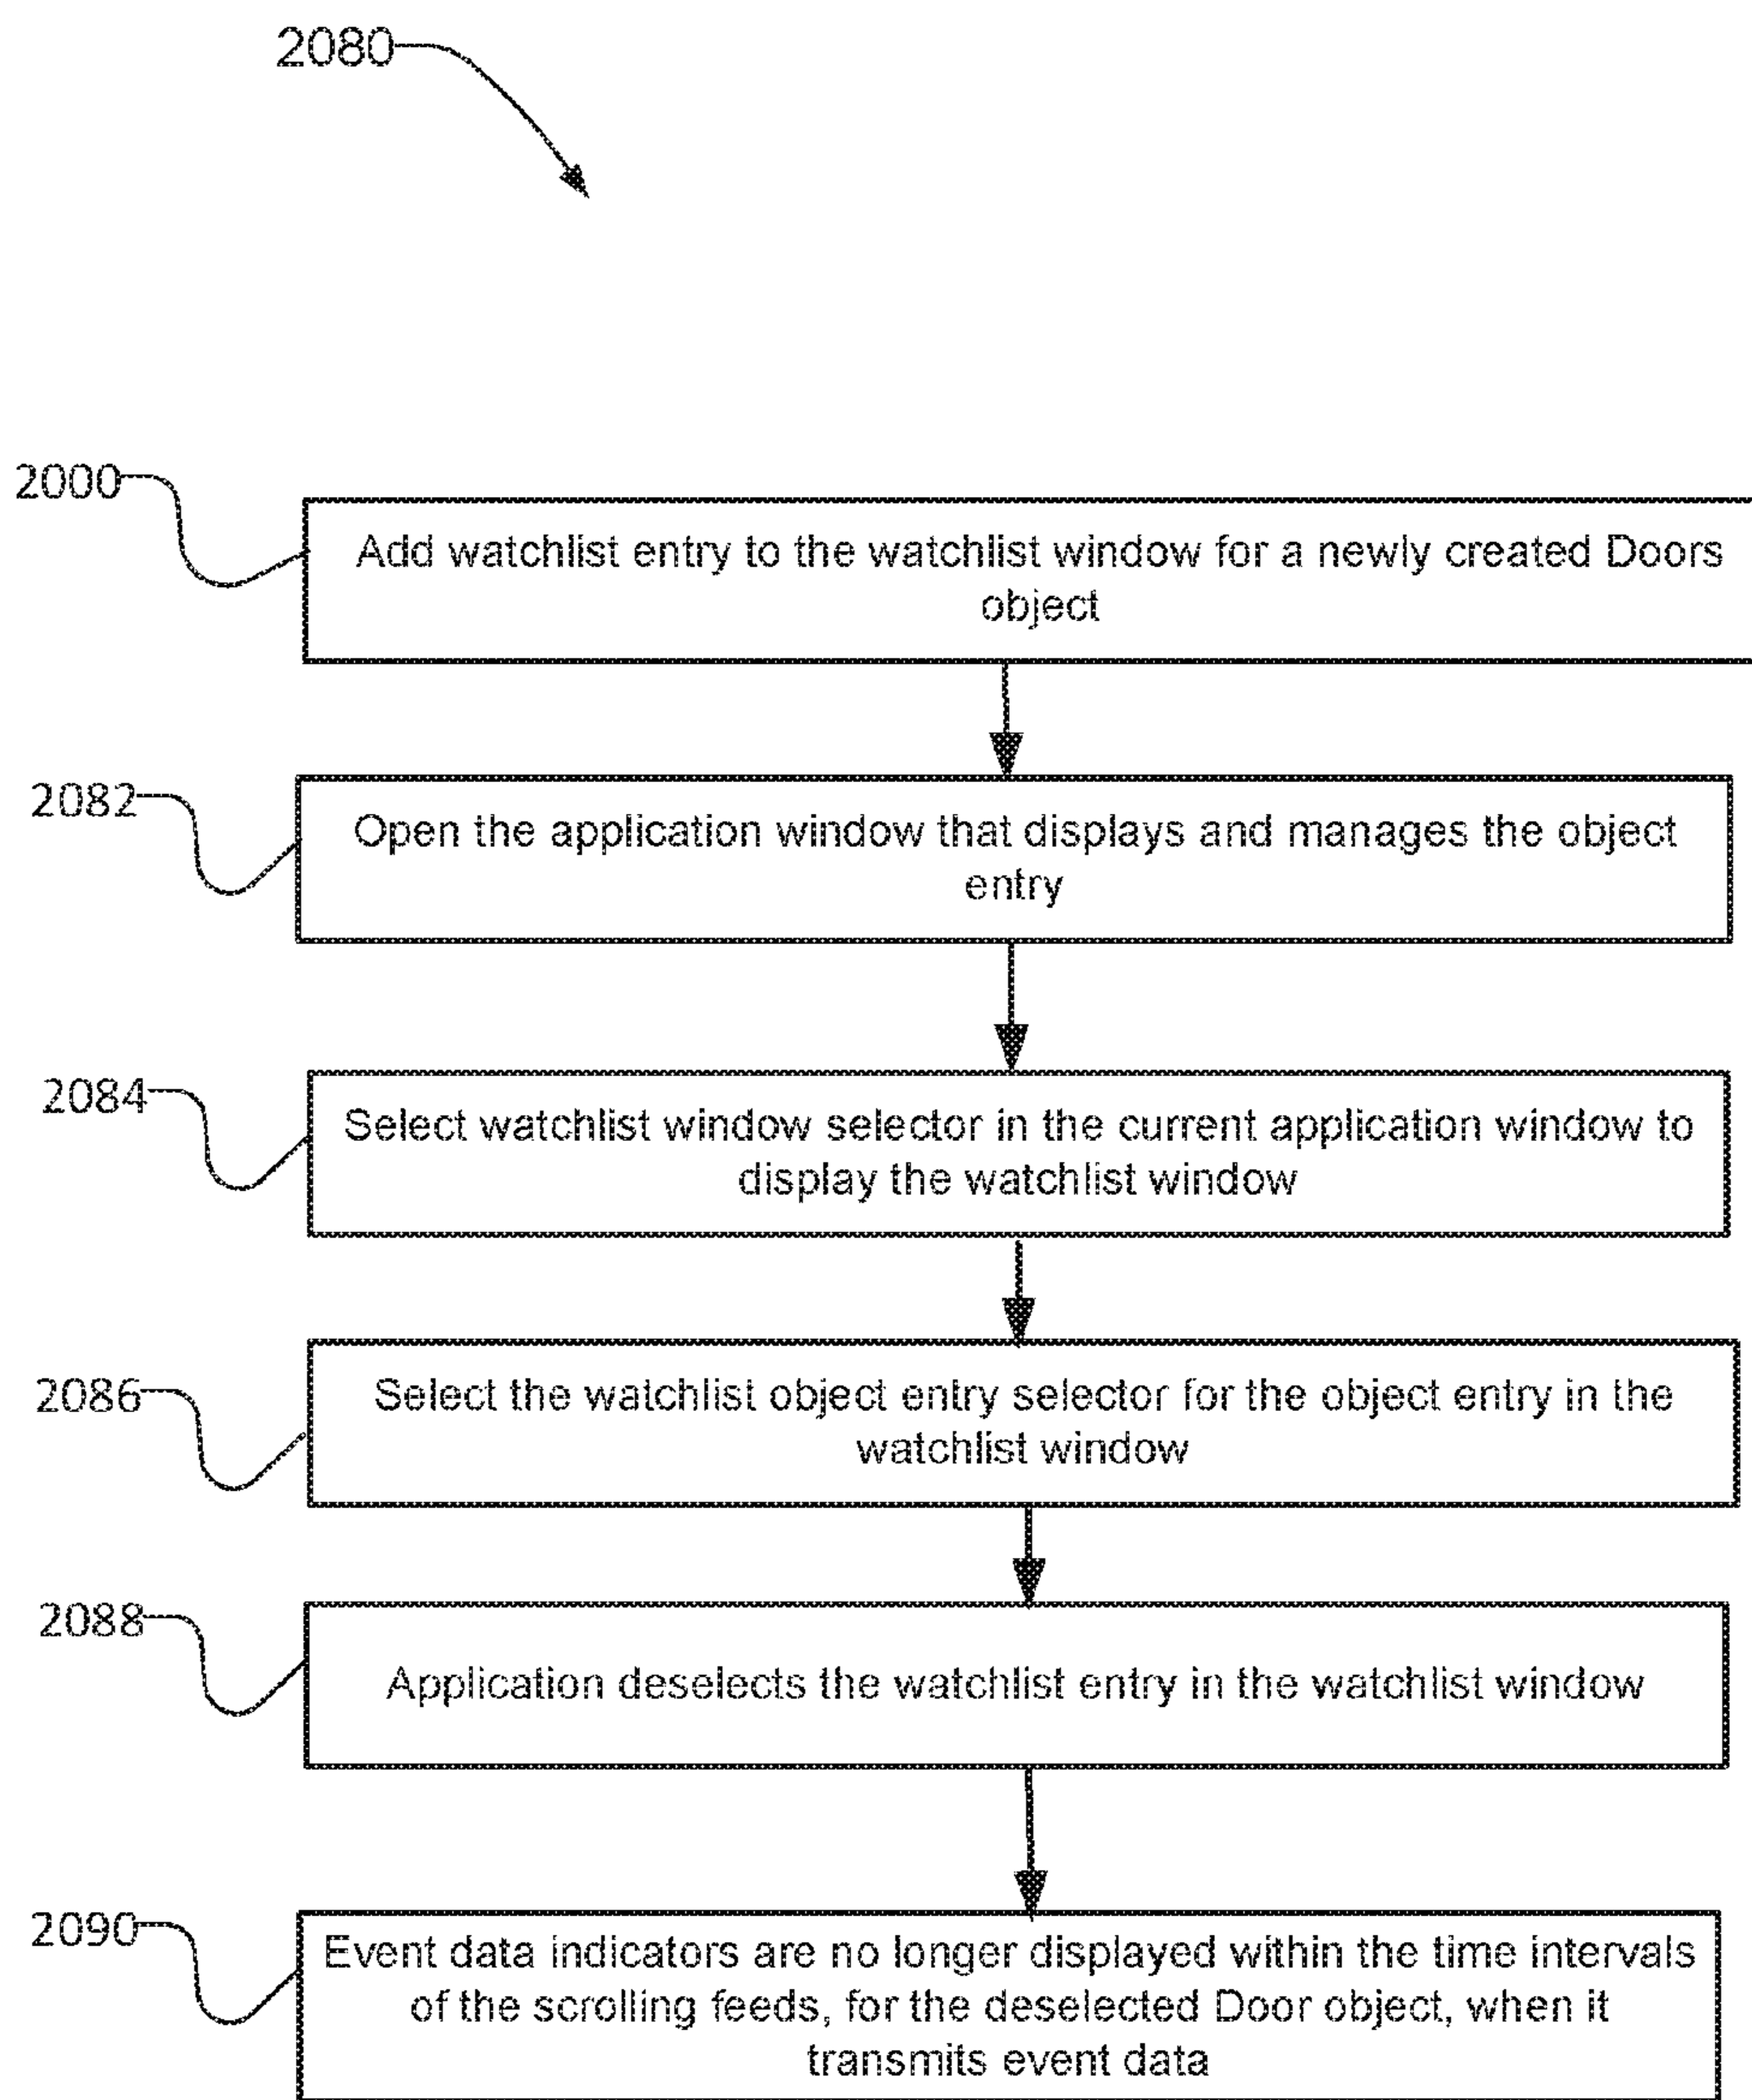 2080
2000
Add watchlist entry to the watchlist window for a newly created Doors
object
2082
Open the application window that displays and manages the object
entry
2084
Select watchlist window selector in the current application window to
display the watchlist window
2086
Select the watchlist object entry selector for the object entry in the
watchlist window
2088
Application deselects the watchlist entry in the watchlist window
2090
Event data indicators are no longer displayed within the time intervals
of the scrolling feeds, for the deselected Door object, when it
transmits event data